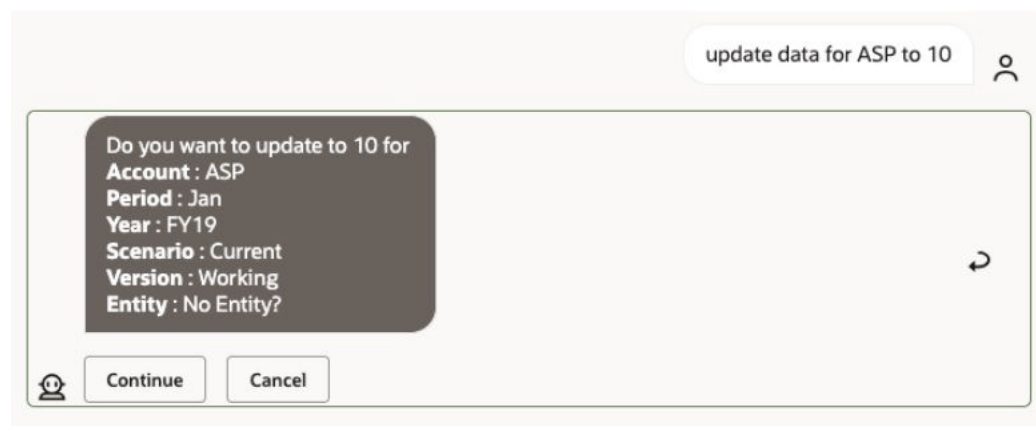 update data for ASP to 10
Do you want to update to 10 for
Account : ASP
Period : Jan
Year : FY19
Scenario : Current
Version : Working
Entity : No Entity?
Continue
Cancel